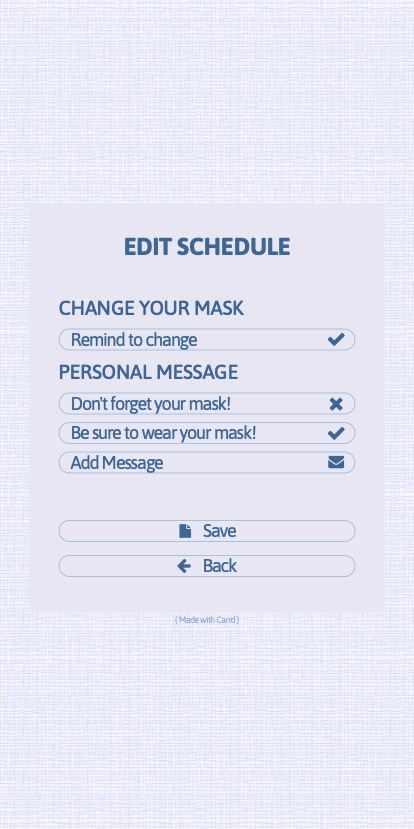 EDIT SCHEDULE
CHANGE YOUR MASK
Remind to change
PERSONAL MESSAGE
Don't forget your mask!
Be sure to wear your mask!
Add Message
Save
Back
( Made with Carrd )